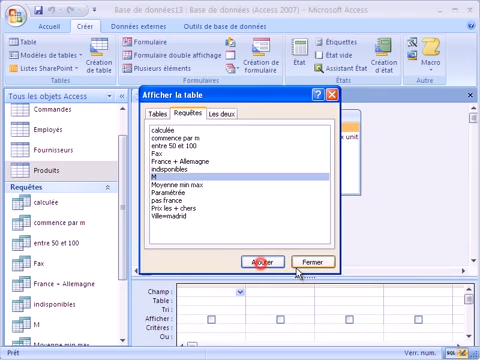 Base de données13 : Base de données (Access 2007) - Microsoft Access
Accueil
Créer
Données externes
Outils de base de données
Table
Modèles de tables
Listes SharePoint
Création de table
Formulaire
Formulaire double affichage
Plusieurs éléments
Création de formulaire
État
Étiquettes
État vide
Assistant État
Création d'état
Macro
Tables
Formulaires
États
Tous les objets Access
Commandes
Employés
Fournisseurs
Produits
Requêtes
calculée
commence par m
entre 50 et 100
Fax
France + Allemagne
indisponibles
M
Moyenne min max
Afficher la table
Tables
Requêtes
Les deux
calculée
commence par m
entre 50 et 100
Fax
France + Allemagne
indisponibles
M
Moyenne min max
Paramétrée
pas france
Prix les + chers
Ville=madrid
Ajouter
Fermer
x unit
Champ :
Table :
Tri :
Afficher :
Critères :
Ou :
Prêt
Verr. num.
SQL